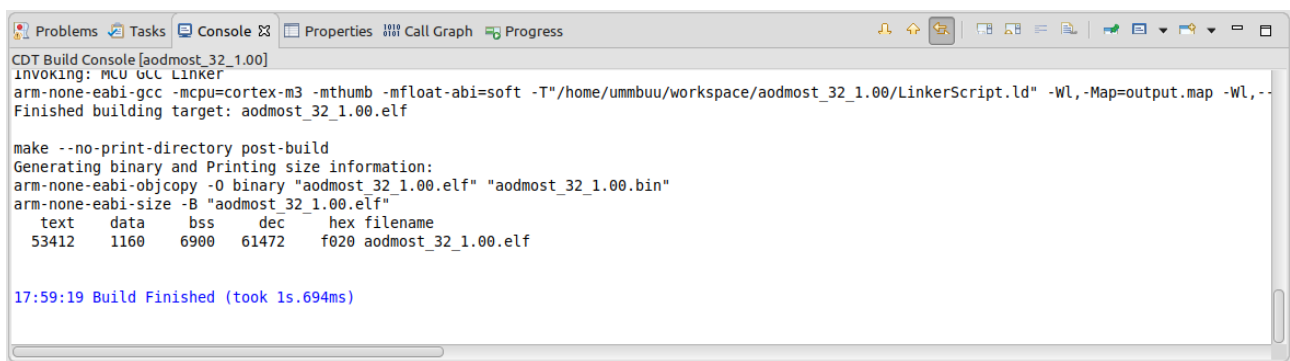 Problems Tasks Console Properties Call Graph Progress
CDT Build Console [aodmost_32_1.00]
Invoking: MCU GCC Linker
arm-none-eabi-gcc -mcpu=cortex-m3 -mthumb -mfloat-abi=soft -T"/home/ummbuu/workspace/aodmost_32_1.00/LinkerScript.ld" -Wl,-Map=output.map -Wl,--
Finished building target: aodmost_32_1.00.elf
make --no-print-directory post-build
Generating binary and Printing size information:
arm-none-eabi-objcopy -O binary "aodmost_32_1.00.elf" "aodmost_32_1.00.bin"
arm-none-eabi-size -B "aodmost_32_1.00.elf"
text data bss dec hex filename
53412 1160 6900 61472 f020 aodmost_32_1.00.elf
17:59:19 Build Finished (took 1s.694ms)